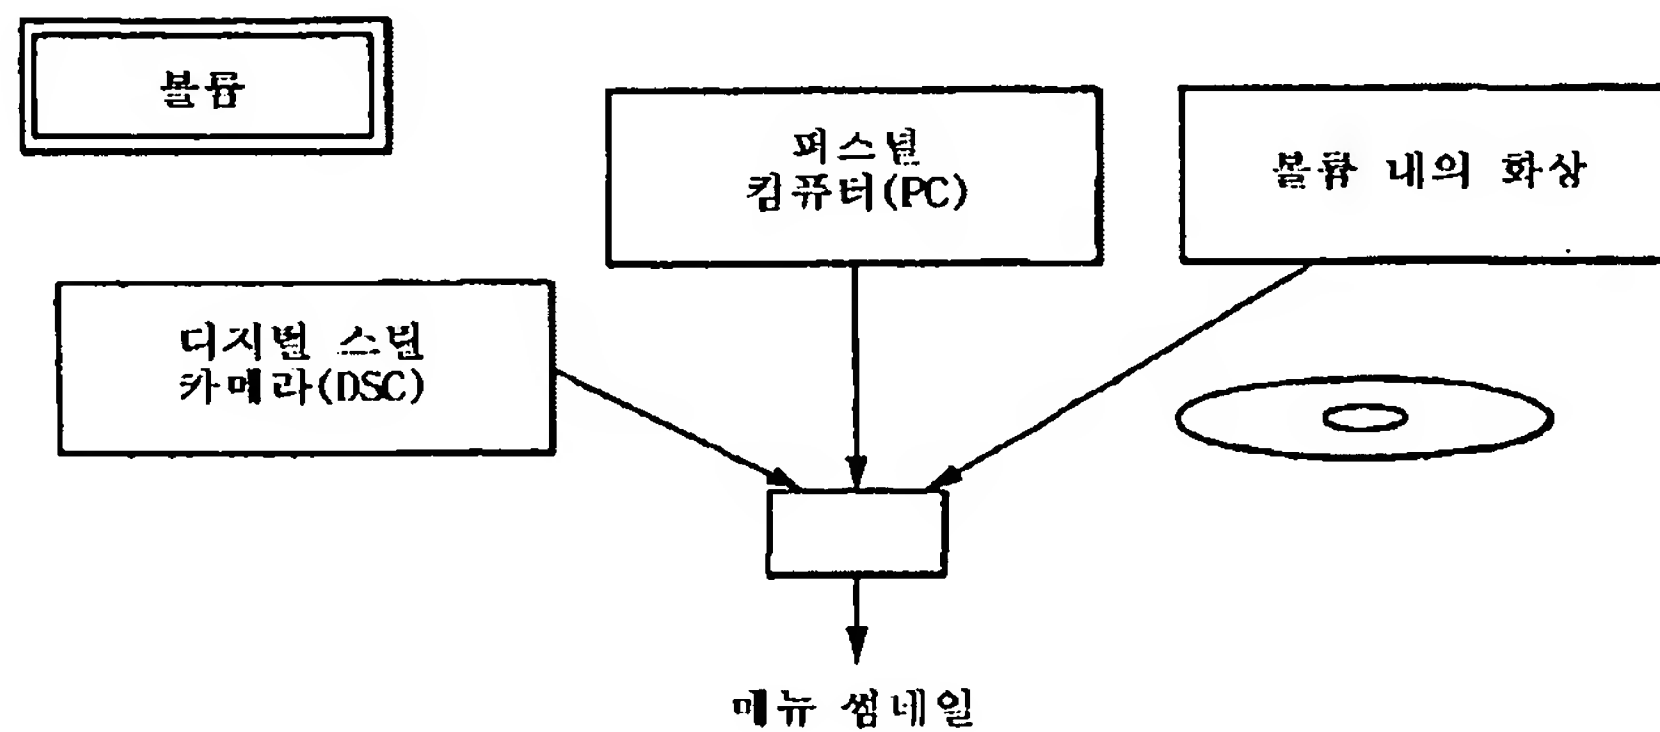 볼륨
퍼스널
컴퓨터(PC)
볼륨 내의 화상
디지털 스틸
카메라(DSC)
메뉴 썸네일